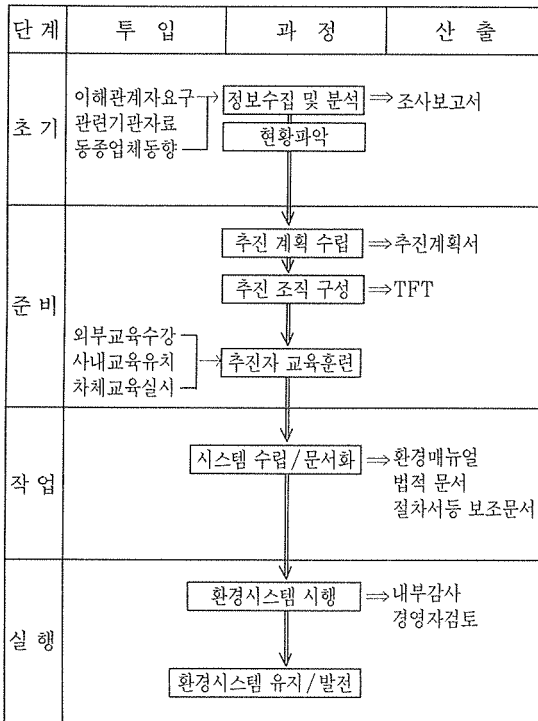 단계 투입 과정 산출
초기
이해관계자요구 정보수집 및 분석 조사보고서
관련기관자료 현황파악
동종업체동향
준비
추진 계획 수립 추진계획서
추진 조직 구성 TFT
외부교육수강
사내교육유치 추진자 교육훈련
차체교육실시
작업
시스템 수립/문서화 환경매뉴얼
법적 문서
절차서등 보조문서
실행
환경시스템 시행 내부감사
경영자검토
환경시스템 유지/발전